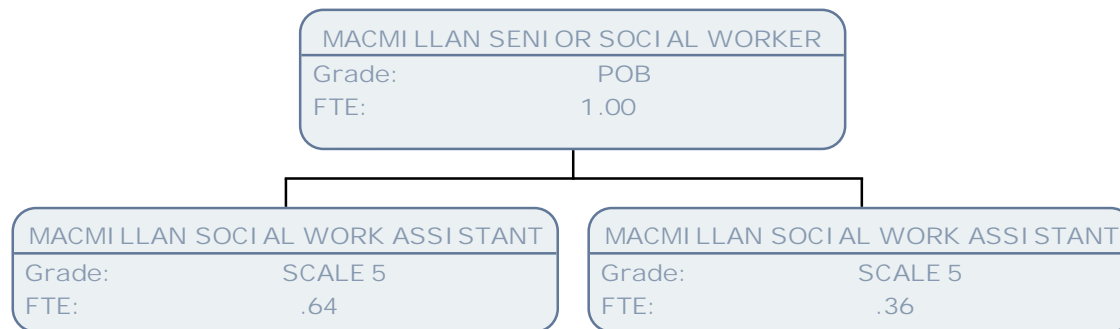 MACMILLAN SENIOR SOCIAL WORKER
Grade: POB
FTE: 1.00
MACMILLAN SOCIAL WORK ASSISTANT
Grade: SCALE 5
FTE: .64
MACMILLAN SOCIAL WORK ASSISTANT
Grade: SCALE 5
FTE: .36